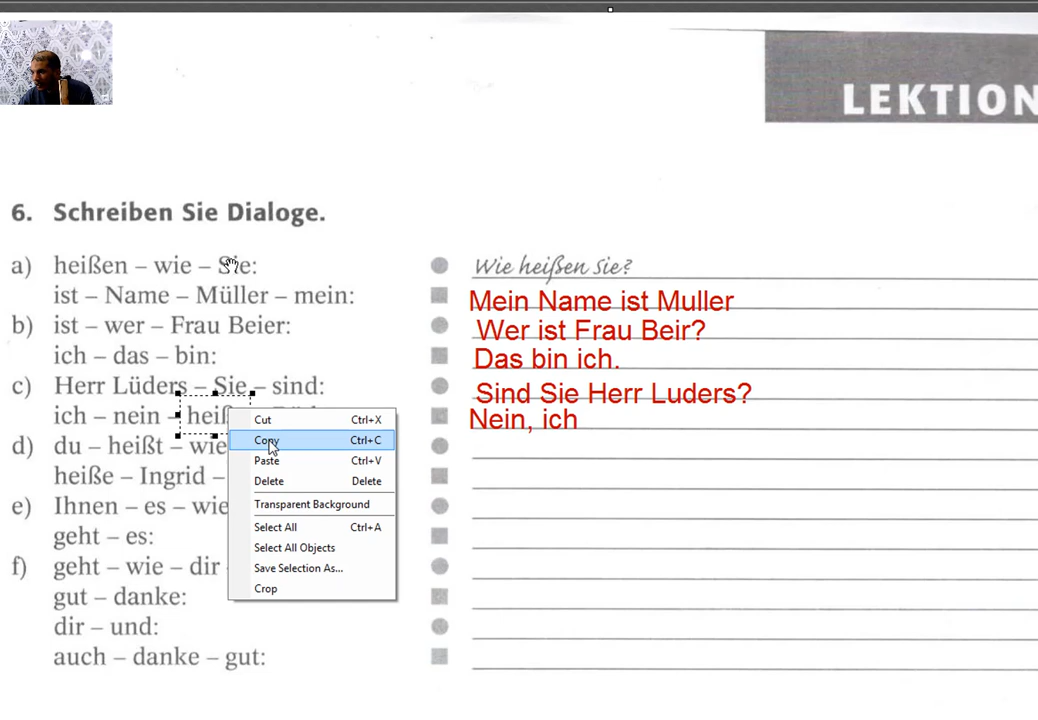 LEKTION
6. Schreiben Sie Dialoge.
a) heißen – wie – Sie:
Wie heißen Sie?
ist – Name – Müller – mein:
Mein Name ist Muller
b) ist – wer – Frau Beier:
Wer ist Frau Beir?
ich – das – bin:
Das bin ich.
c) Herr Lüders – Sie – sind:
Sind Sie Herr Luders?
ich – nein – heiß
Nein, ich
d) du – heißt – wie
heiße – Ingrid –
e) Ihnen – es – wie
geht – es:
f) geht – wie – dir
gut – danke:
dir – und:
auch – danke – gut:
Cut Ctrl+X
Copy Ctrl+C
Paste Ctrl+V
Delete Delete
Transparent Background
Select All Ctrl+A
Select All Objects
Save Selection As...
Crop